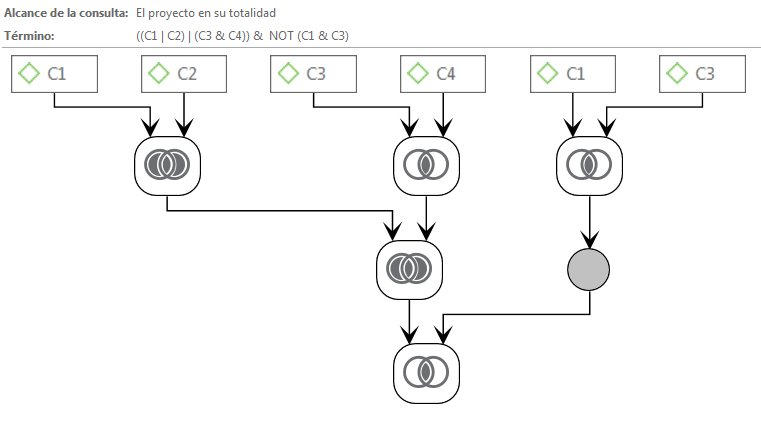 Alcance de la consulta: El proyecto en su totalidad
Término: ((C1 | C2) | (C3 & C4)) & NOT (C1 & C3)
C1 C2 C3 C4 C1 C3